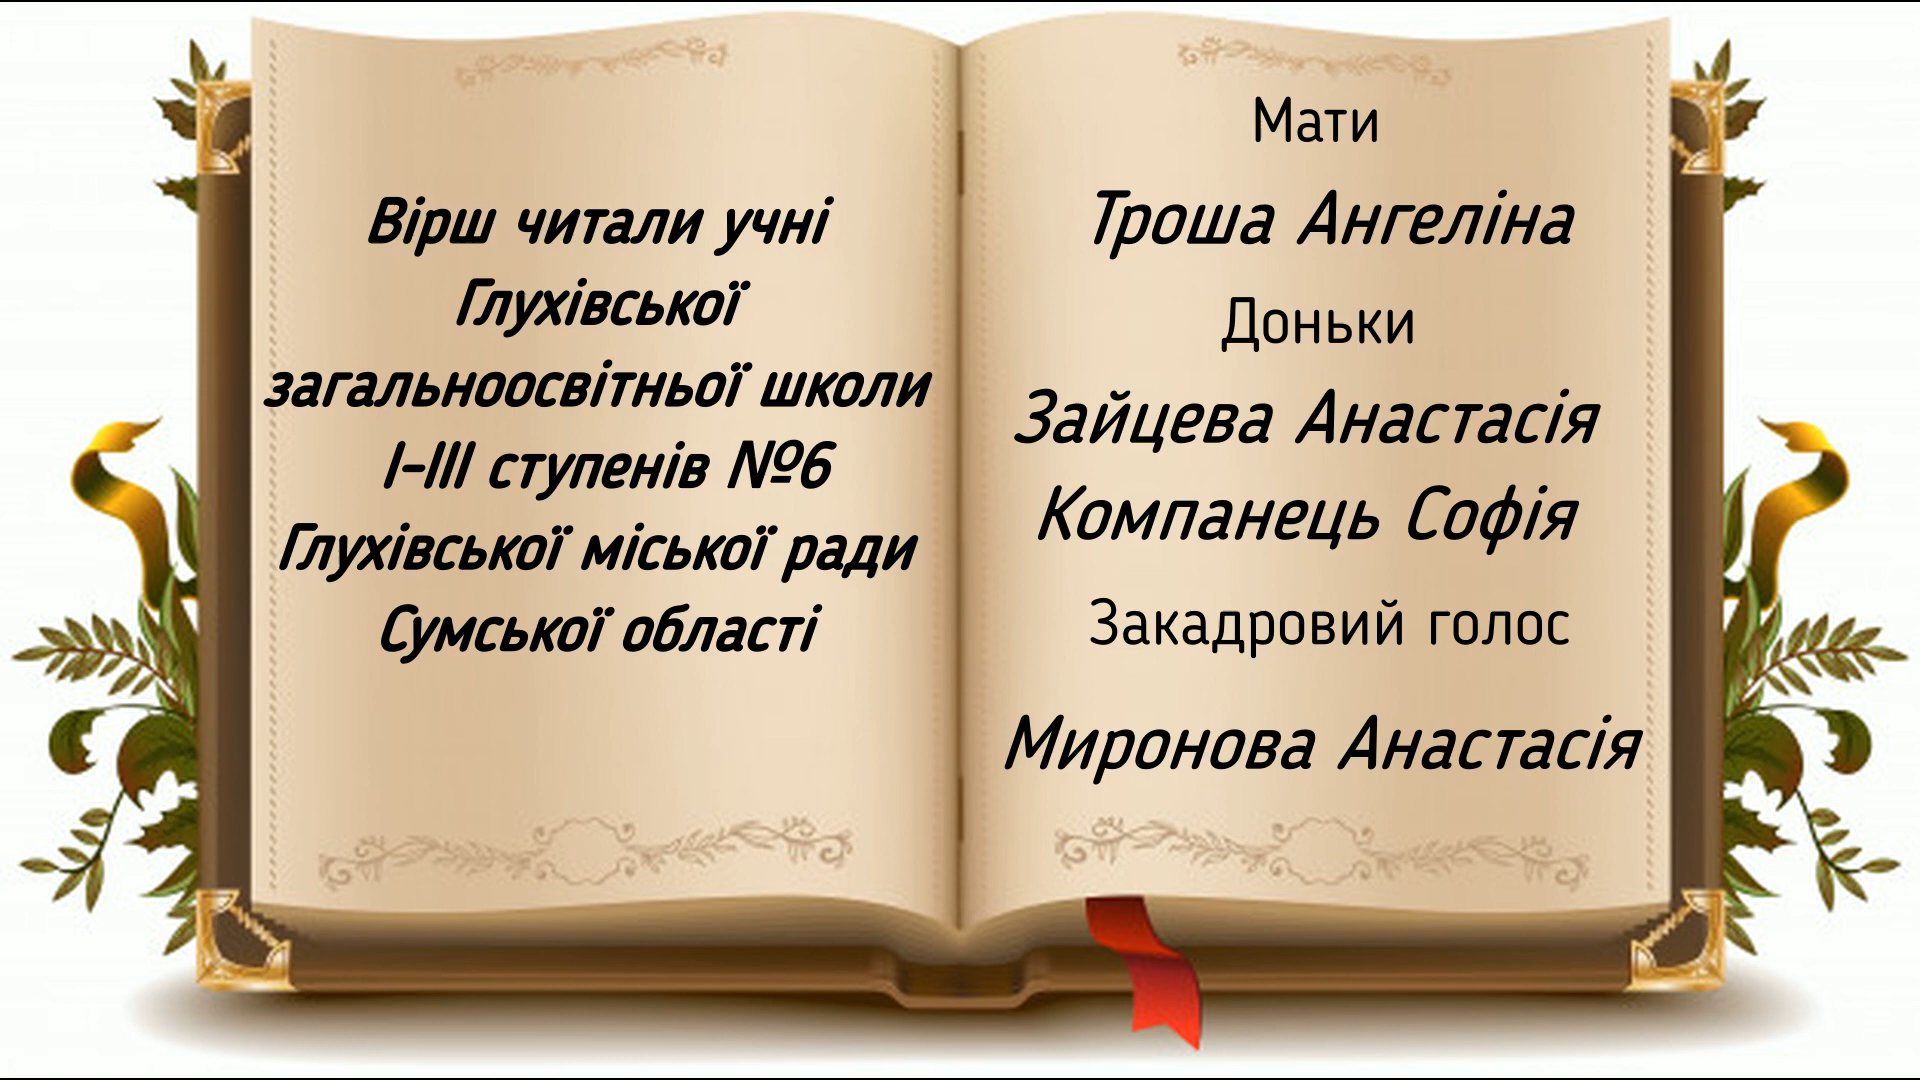 Вірш читали учні
Глухівської
загальноосвітньої школи
І-ІІІ ступенів №6
Глухівської міської ради
Сумської області
Мати
Троша Ангеліна
Доньки
Зайцева Анастасія
Компанець Софія
Закадровий голос
Миронова Анастасія